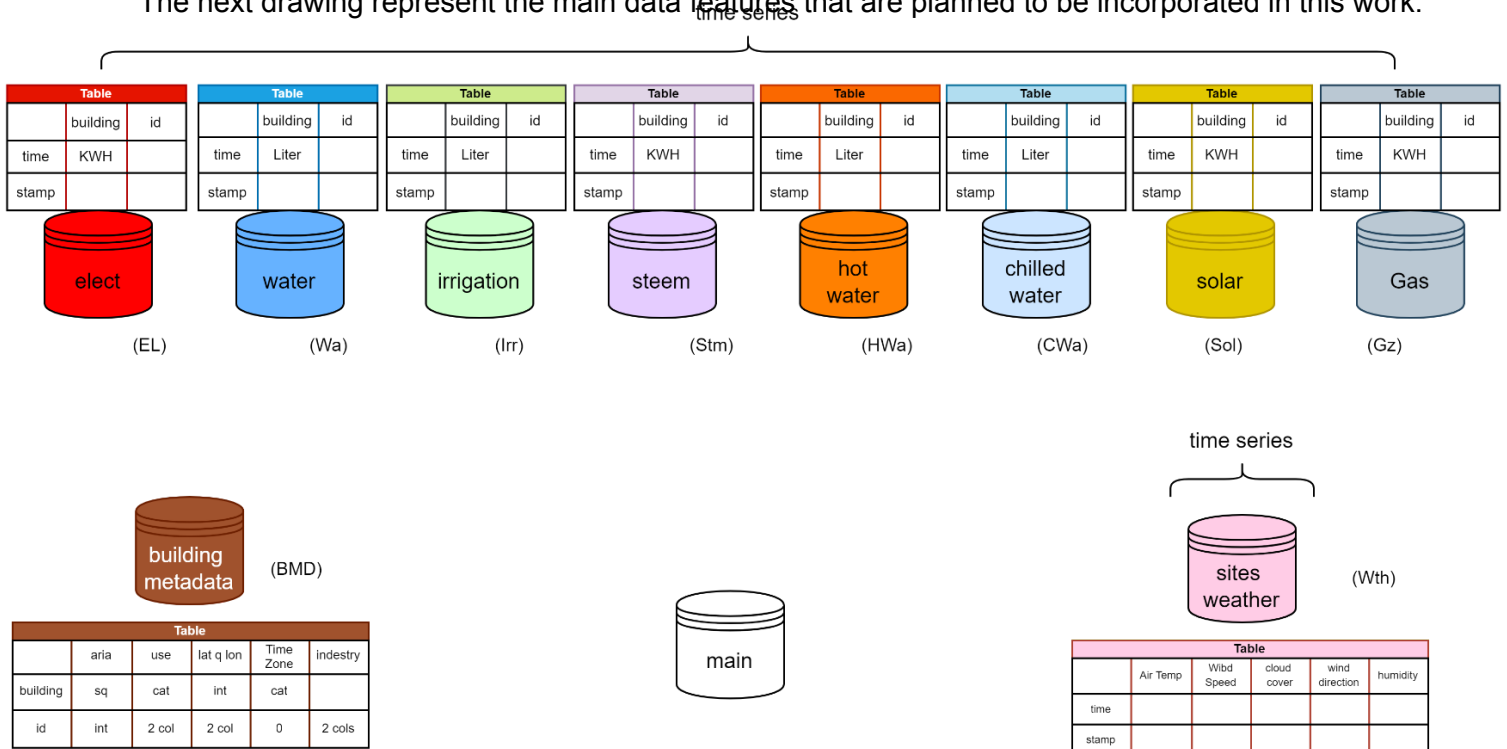 The next drawing represent the main data features that are planned to be incorporated in this work.
time series
Table Table Table Table Table Table Table Table
building id building id building id building id building id building id building id building id
time KWH time Liter time Liter time KWH time Liter time Liter time KWH time KWH
stamp stamp stamp stamp stamp stamp stamp stamp
elect
water
irrigation
steem
hot
water
chilled
water
solar
Gas
(EL) (Wa) (Irr) (Stm) (HWa) (CWa) (Sol) (Gz)
time series
building
metadata
(BMD)
sites
weather
(Wth)
main
Table
aria use lat q lon Time Zone indestry
building sq cat int cat
id int 2 col 2 col 0 2 cols
Table
Air Temp Wibd Speed cloud cover wind direction humidity
time
stamp